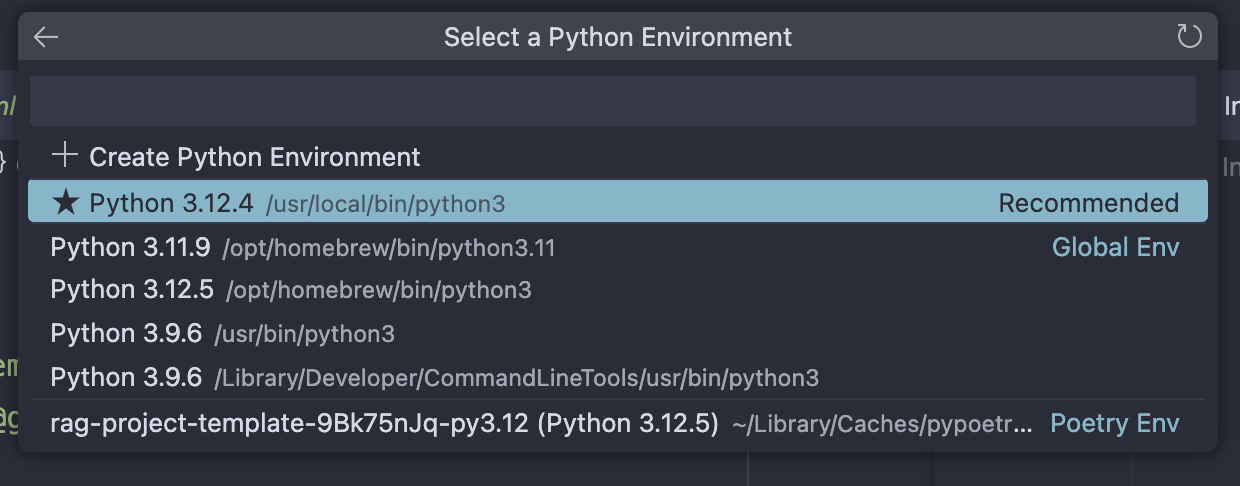 Select a Python Environment
Create Python Environment
★ Python 3.12.4 /usr/local/bin/python3 Recommended
Python 3.11.9 /opt/homebrew/bin/python3.11 Global Env
Python 3.12.5 /opt/homebrew/bin/python3
Python 3.9.6 /usr/bin/python3
Python 3.9.6 /Library/Developer/CommandLineTools/usr/bin/python3
rag-project-template-9Bk75nJq-py3.12 (Python 3.12.5) ~/Library/Caches/pypoetr... Poetry Env